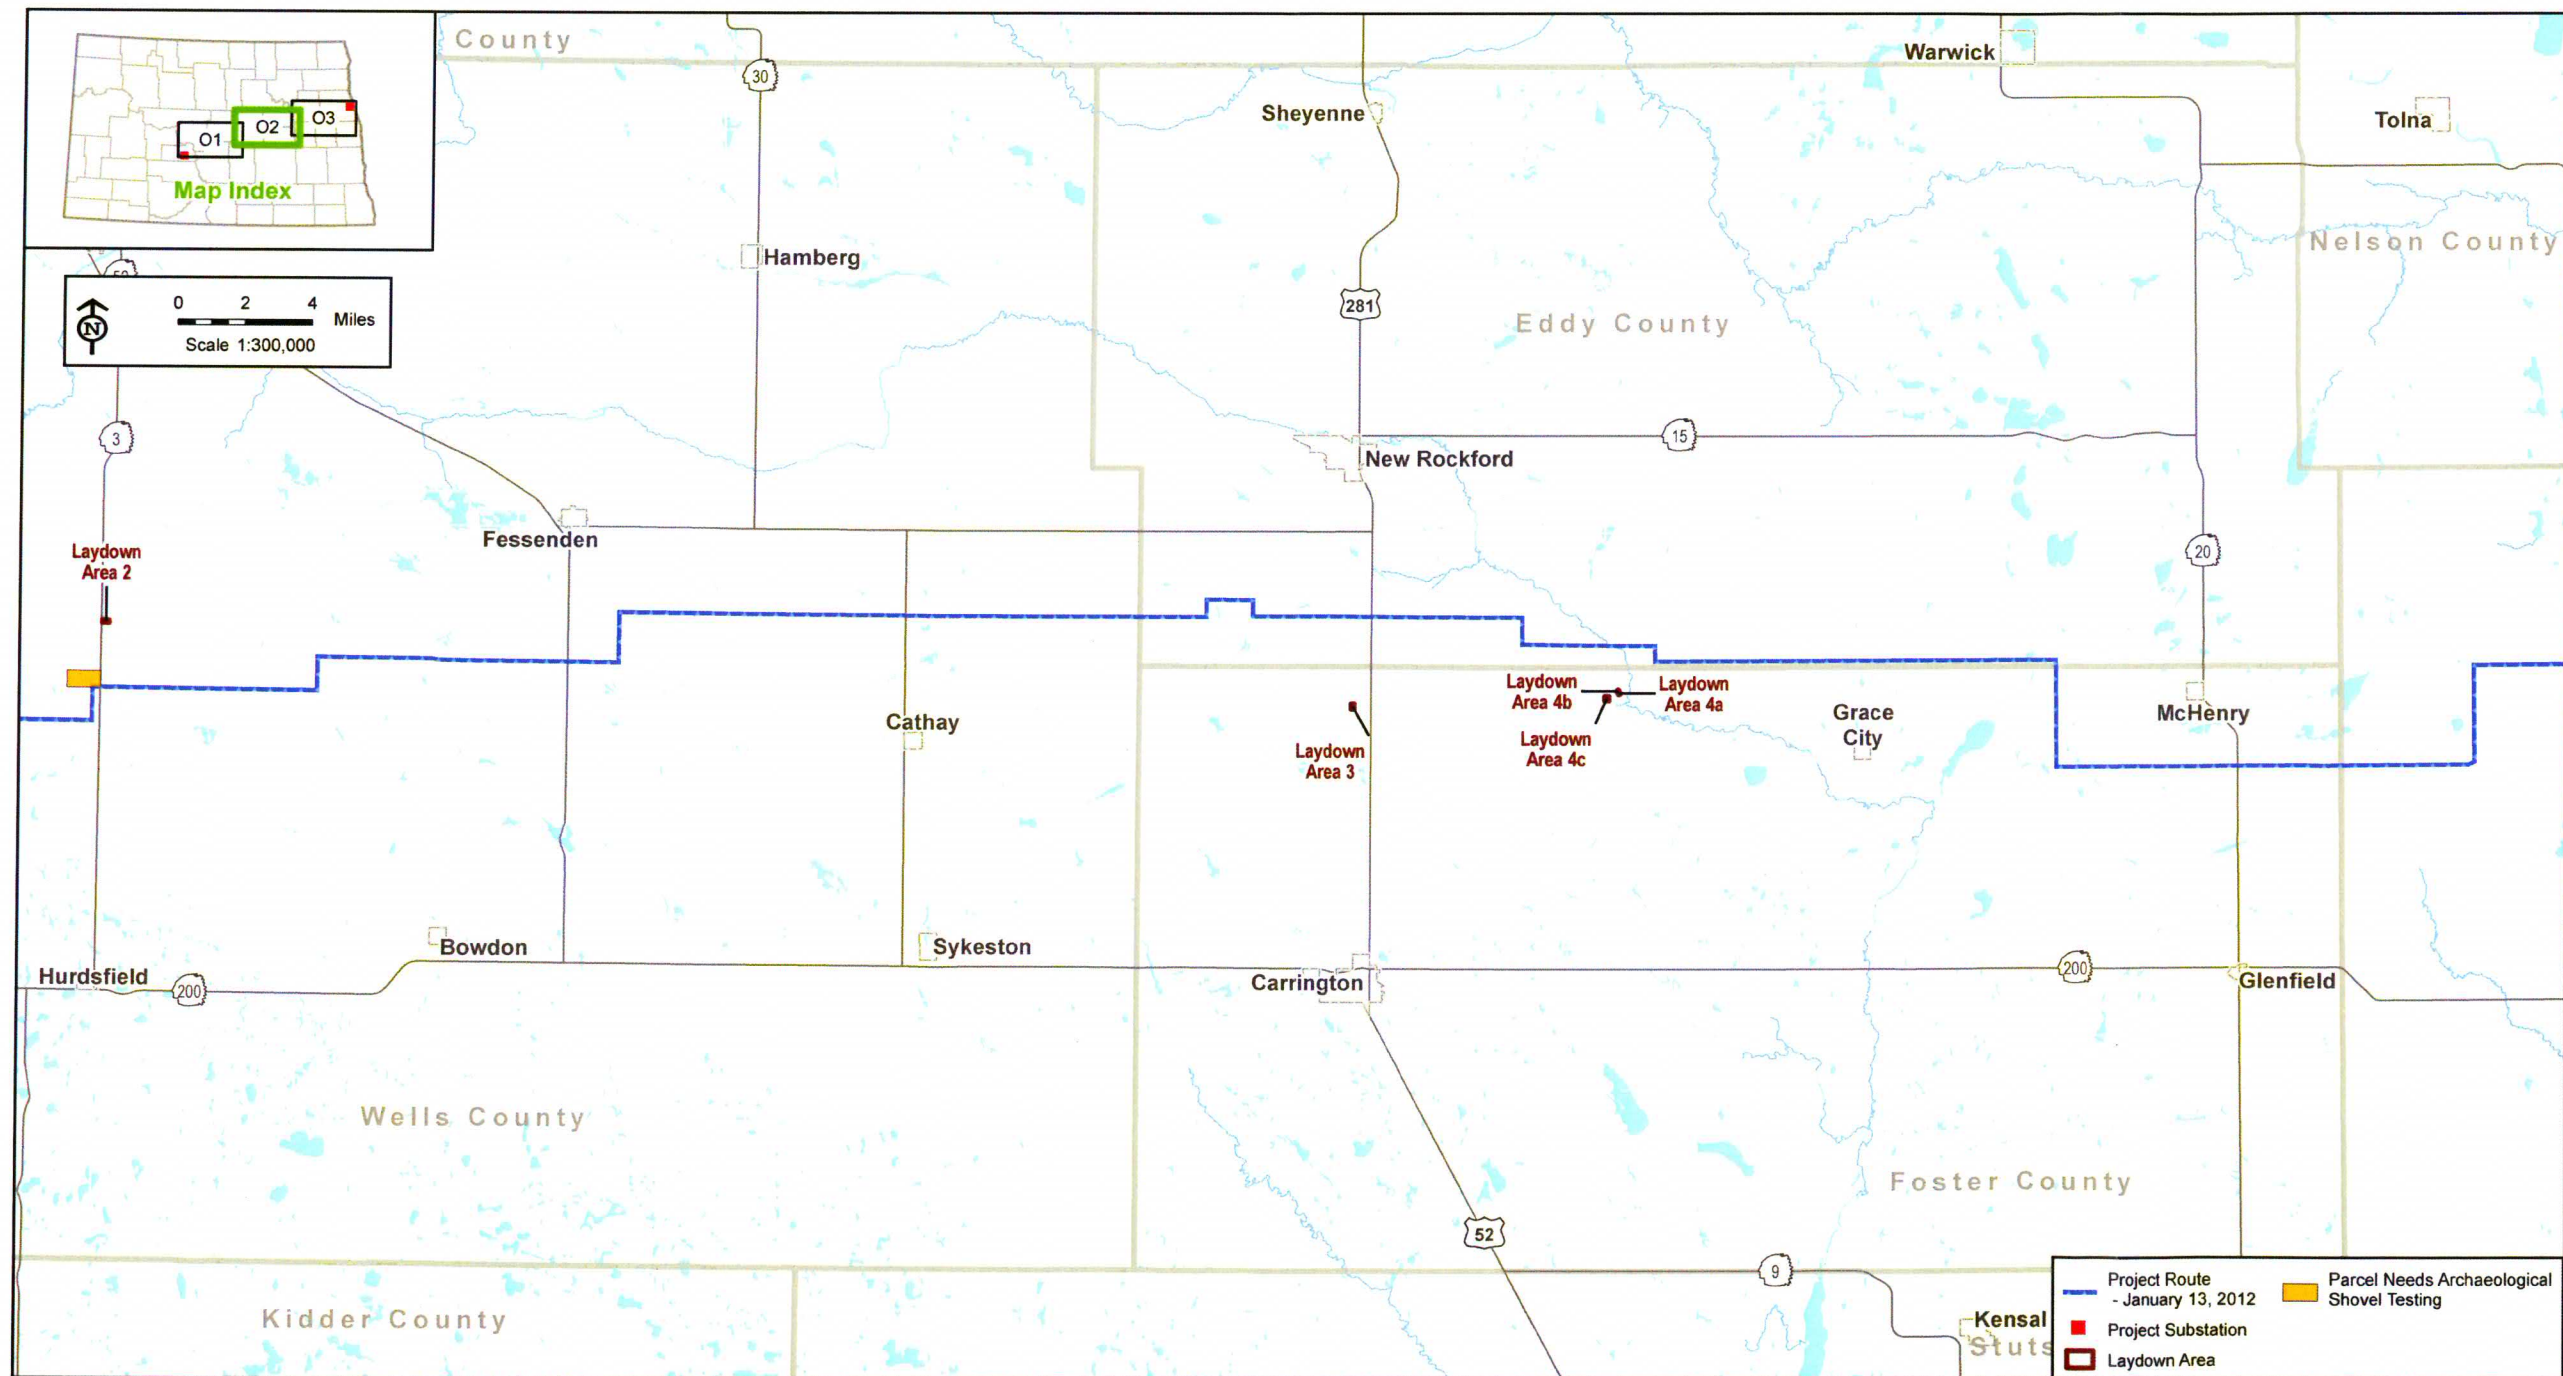 County
30
Warwick
Sheyenne
Tolna
O1
O2
O3
Map Index
Nelson County
Hamberg
0 2 4
Miles
N
Scale 1:300,000
281
Eddy County
3
15
New Rockford
Fessenden
20
Laydown
Area 2
Laydown
Area 4b
Laydown
Area 4a
Laydown
Area 4c
Grace
City
McHenry
Cathay
Laydown
Area 3
Bowdon
Sykeston
Hurdsfield
200
Carrington
200
Glenfield
Wells County
Foster County
52
9
Kidder County
Kensal
Stuts
Project Route
- January 13, 2012
Project Substation
Laydown Area
Parcel Needs Archaeological
Shovel Testing